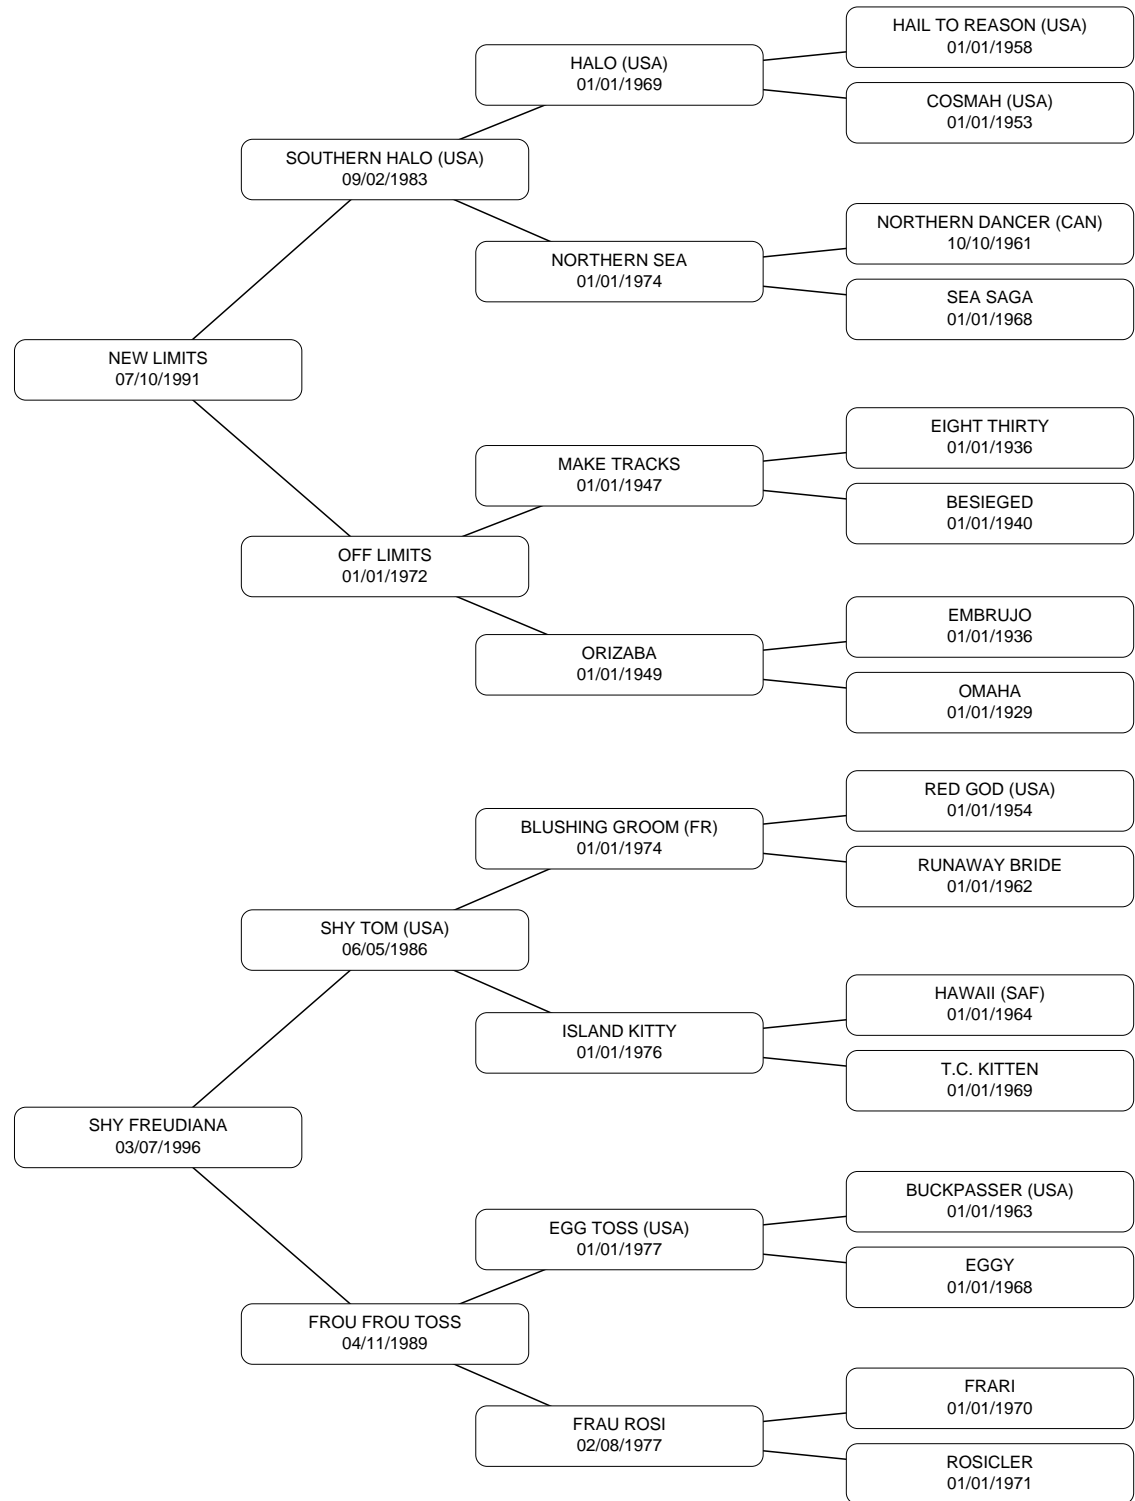 HAIL TO REASON (USA)
01/01/1958
HALO (USA)
01/01/1969
COSMAH (USA)
01/01/1953
SOUTHERN HALO (USA)
09/02/1983
NORTHERN DANCER (CAN)
10/10/1961
NORTHERN SEA
01/01/1974
SEA SAGA
01/01/1968
NEW LIMITS
07/10/1991
EIGHT THIRTY
01/01/1936
MAKE TRACKS
01/01/1947
BESIEGED
01/01/1940
OFF LIMITS
01/01/1972
EMBRUJO
01/01/1936
ORIZABA
01/01/1949
OMAHA
01/01/1929
RED GOD (USA)
01/01/1954
BLUSHING GROOM (FR)
01/01/1974
RUNAWAY BRIDE
01/01/1962
SHY TOM (USA)
06/05/1986
HAWAII (SAF)
01/01/1964
ISLAND KITTY
01/01/1976
T.C. KITTEN
01/01/1969
SHY FREUDIANA
03/07/1996
BUCKPASSER (USA)
01/01/1963
EGG TOSS (USA)
01/01/1977
EGGY
01/01/1968
FROU FROU TOSS
04/11/1989
FRARI
01/01/1970
FRAU ROSI
02/08/1977
ROSICLER
01/01/1971